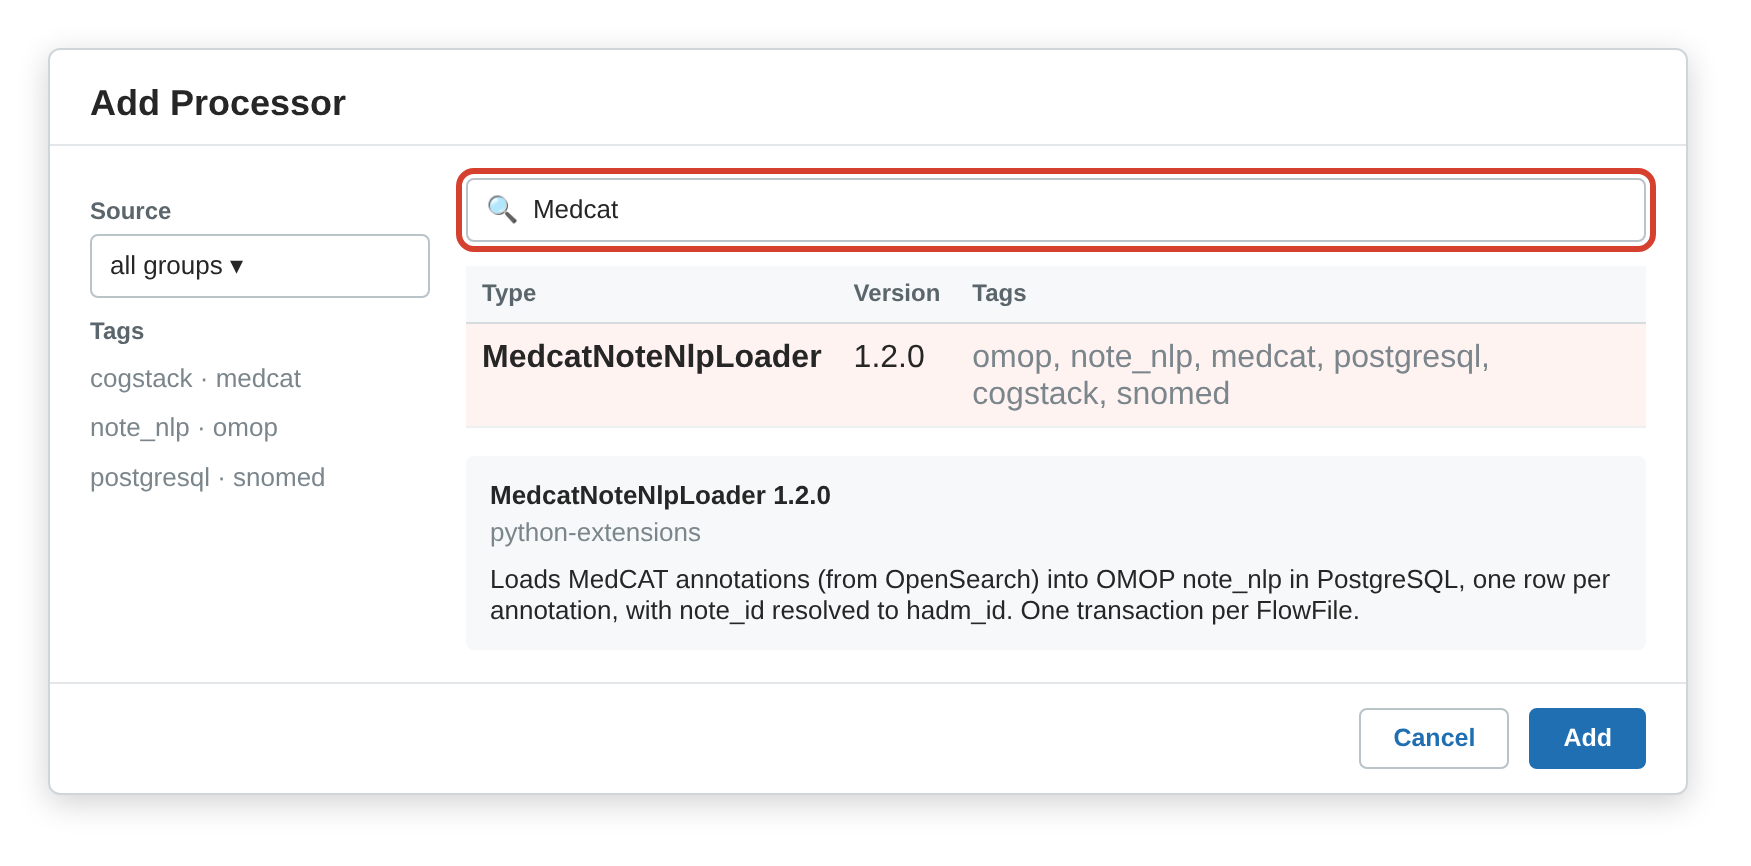 Add Processor
Source
all groups ▾
Tags
cogstack · medcat
note_nlp · omop
postgresql · snomed
🔍 Medcat
Type Version Tags
MedcatNoteNlpLoader 1.2.0 omop, note_nlp, medcat, postgresql,
cogstack, snomed
MedcatNoteNlpLoader 1.2.0
python-extensions
Loads MedCAT annotations (from OpenSearch) into OMOP note_nlp in PostgreSQL, one row per
annotation, with note_id resolved to hadm_id. One transaction per FlowFile.
Cancel Add